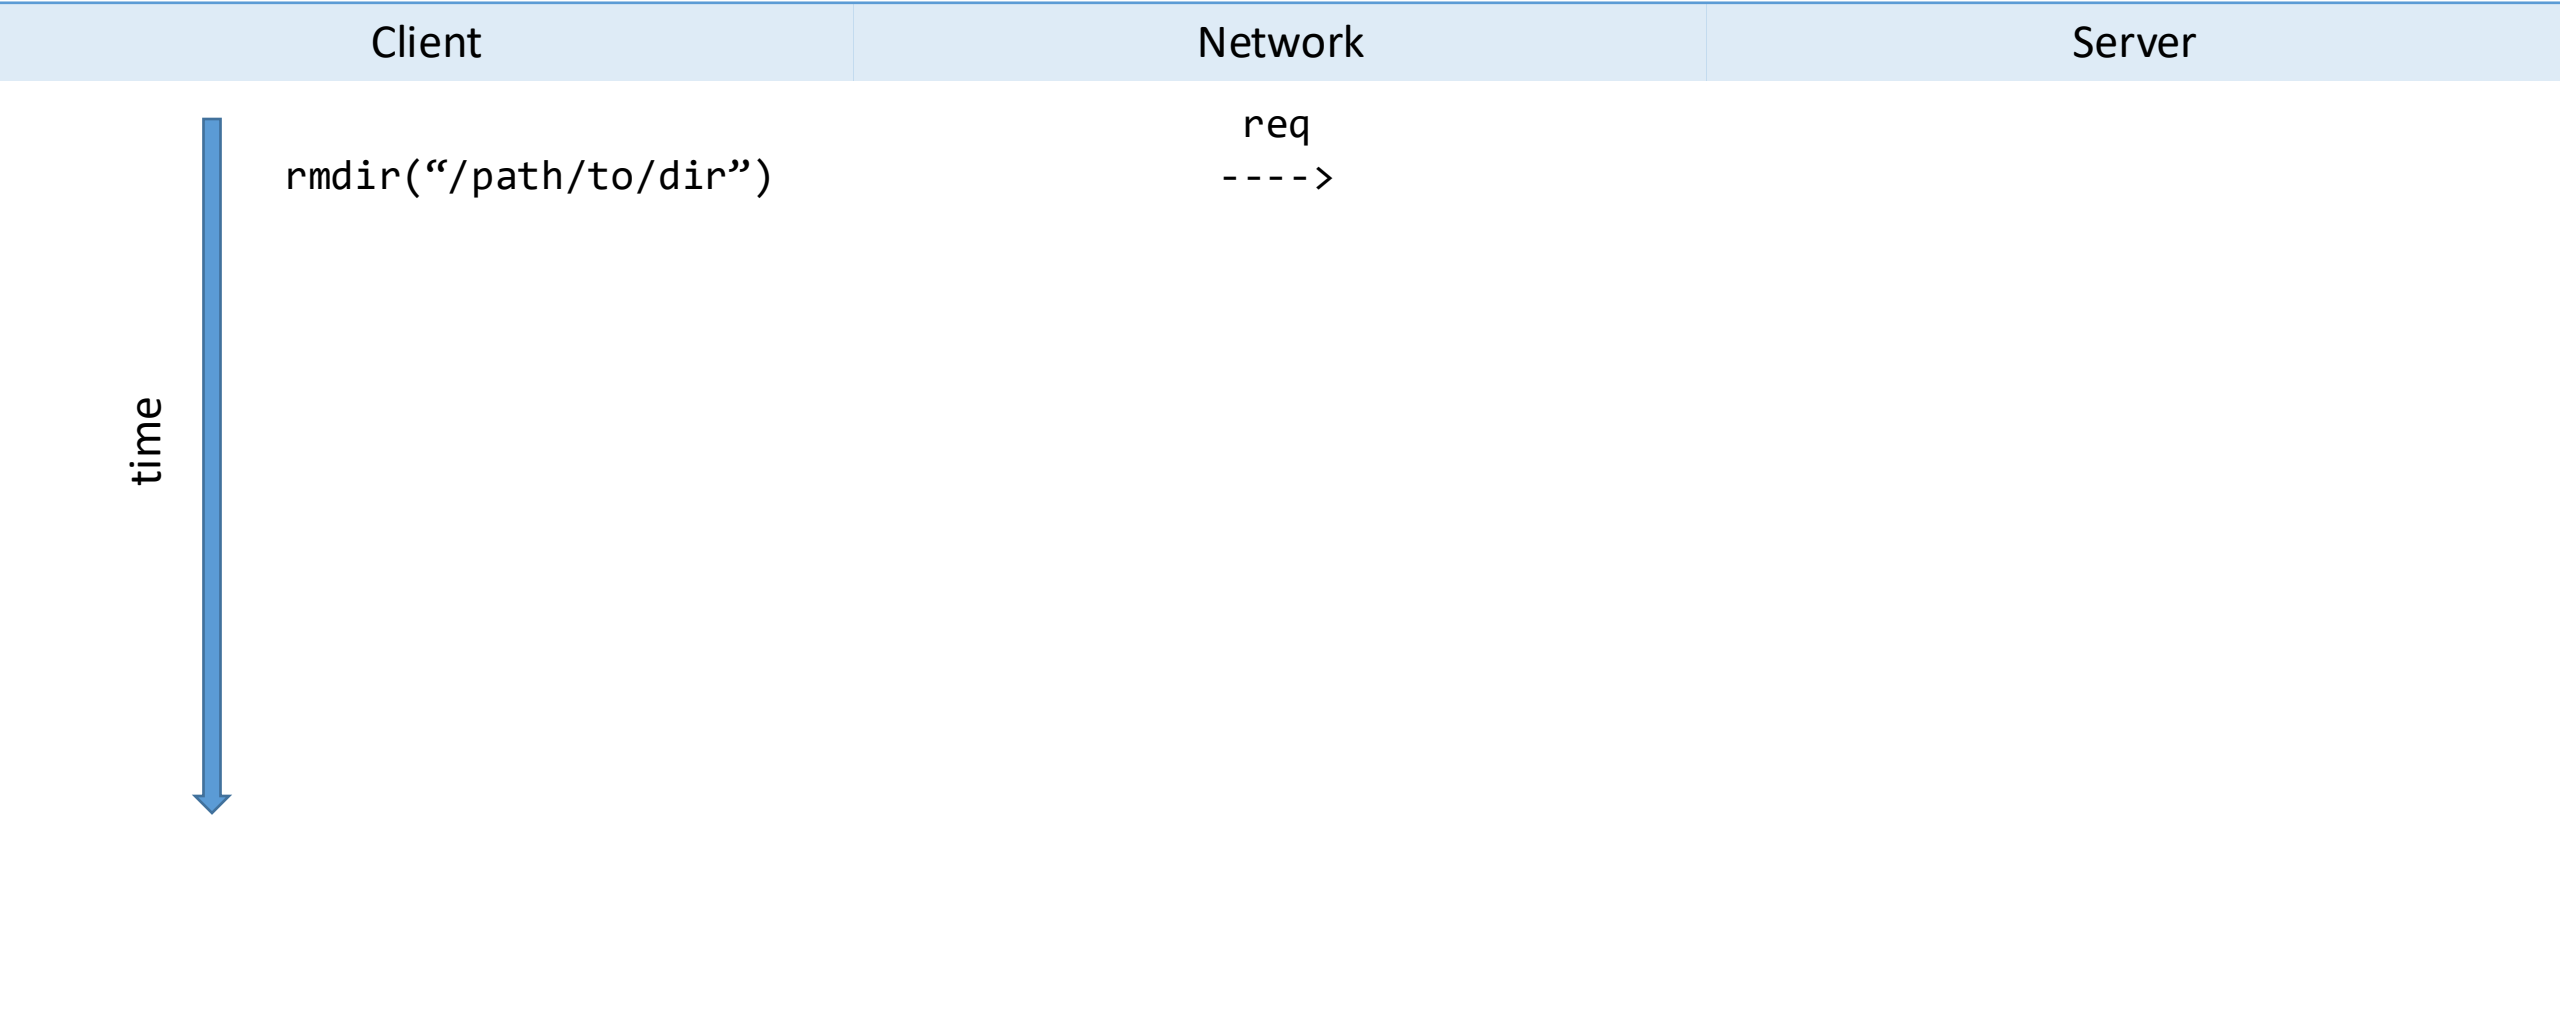 Client Network Server
req
rmdir(“/path/to/dir”) ---->
time